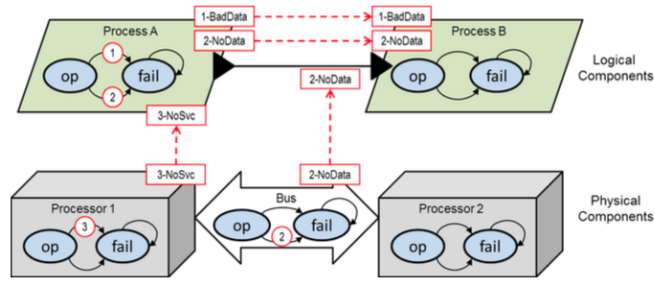 1-BadData
1-BadData
Process A
Process B
2-NoData
2-NoData
1
op
fail
2
2-NoData
op
fail
Logical
Components
3-NoSvc
3-NoSvc
2-NoData
Processor 1
Bus
Processor 2
3
op
fail
op
fail
2
op
fail
Physical
Components